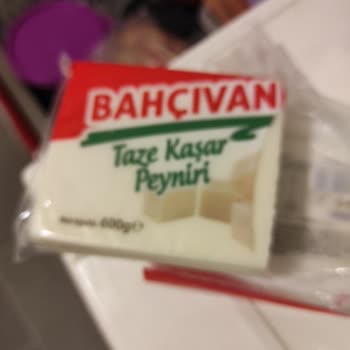 BAHÇIVAN
Taze Kaşar
Peyniri
600g℮